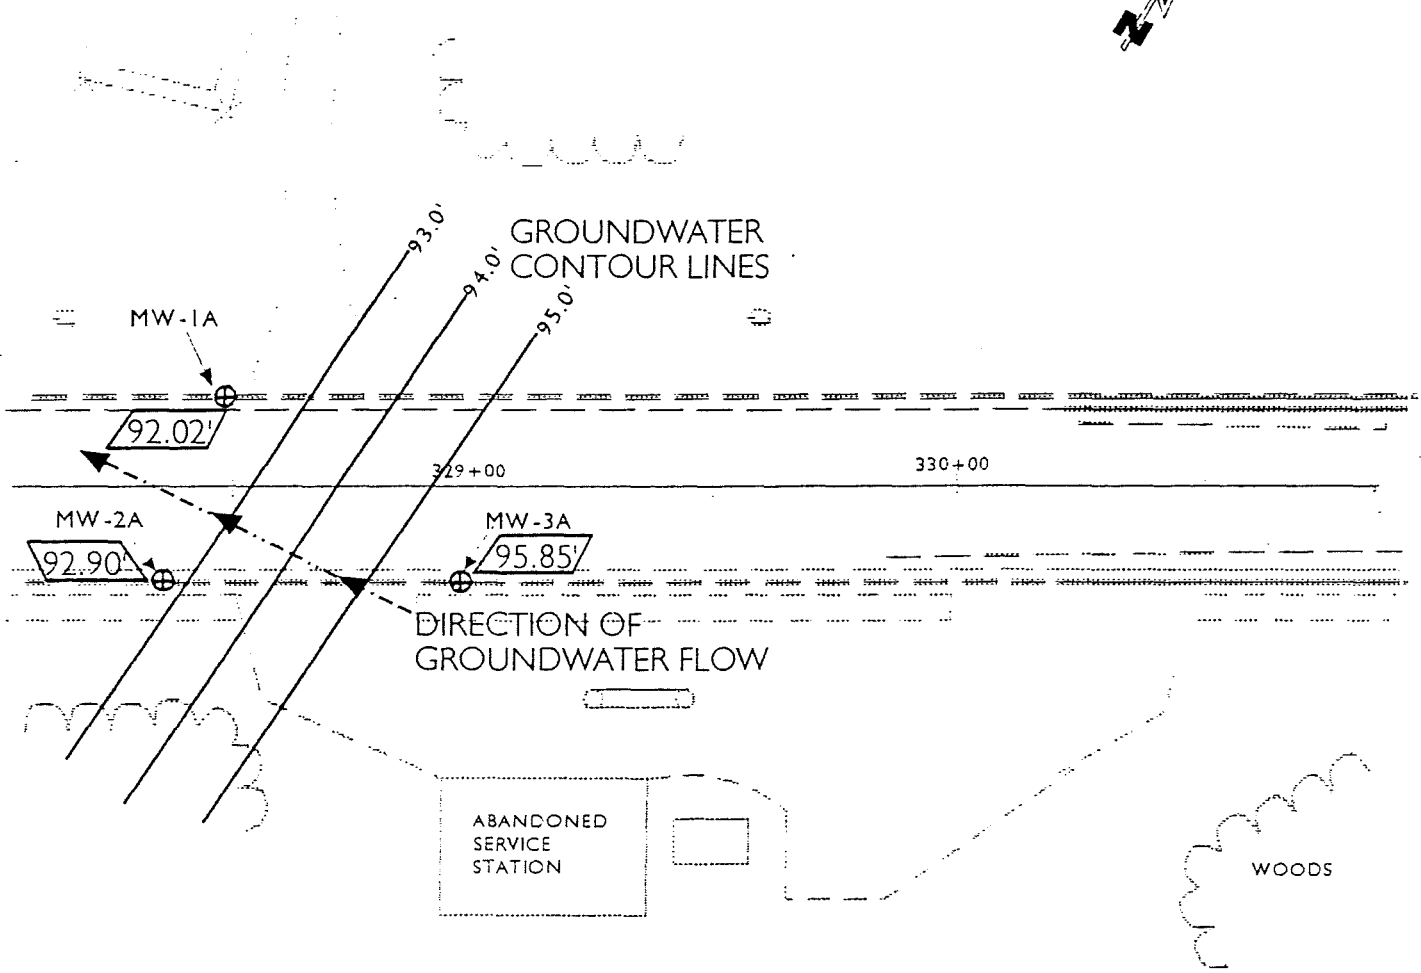 N
93.0'
94.0'
95.0'
GROUNDWATER
CONTOUR LINES
MW-1A
92.02'
329+00
330+00
MW-2A
92.90'
MW-3A
95.85'
DIRECTION OF
GROUNDWATER FLOW
ABANDONED
SERVICE
STATION
WOODS